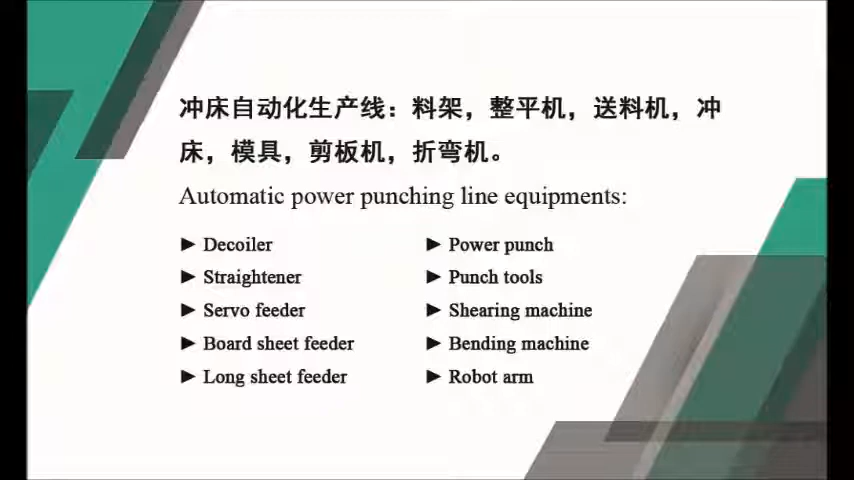 冲床自动化生产线：料架，整平机，送料机，冲
床，模具，剪板机，折弯机。
Automatic power punching line equipments:
► Decoiler
► Straightener
► Servo feeder
► Board sheet feeder
► Long sheet feeder
► Power punch
► Punch tools
► Shearing machine
► Bending machine
► Robot arm